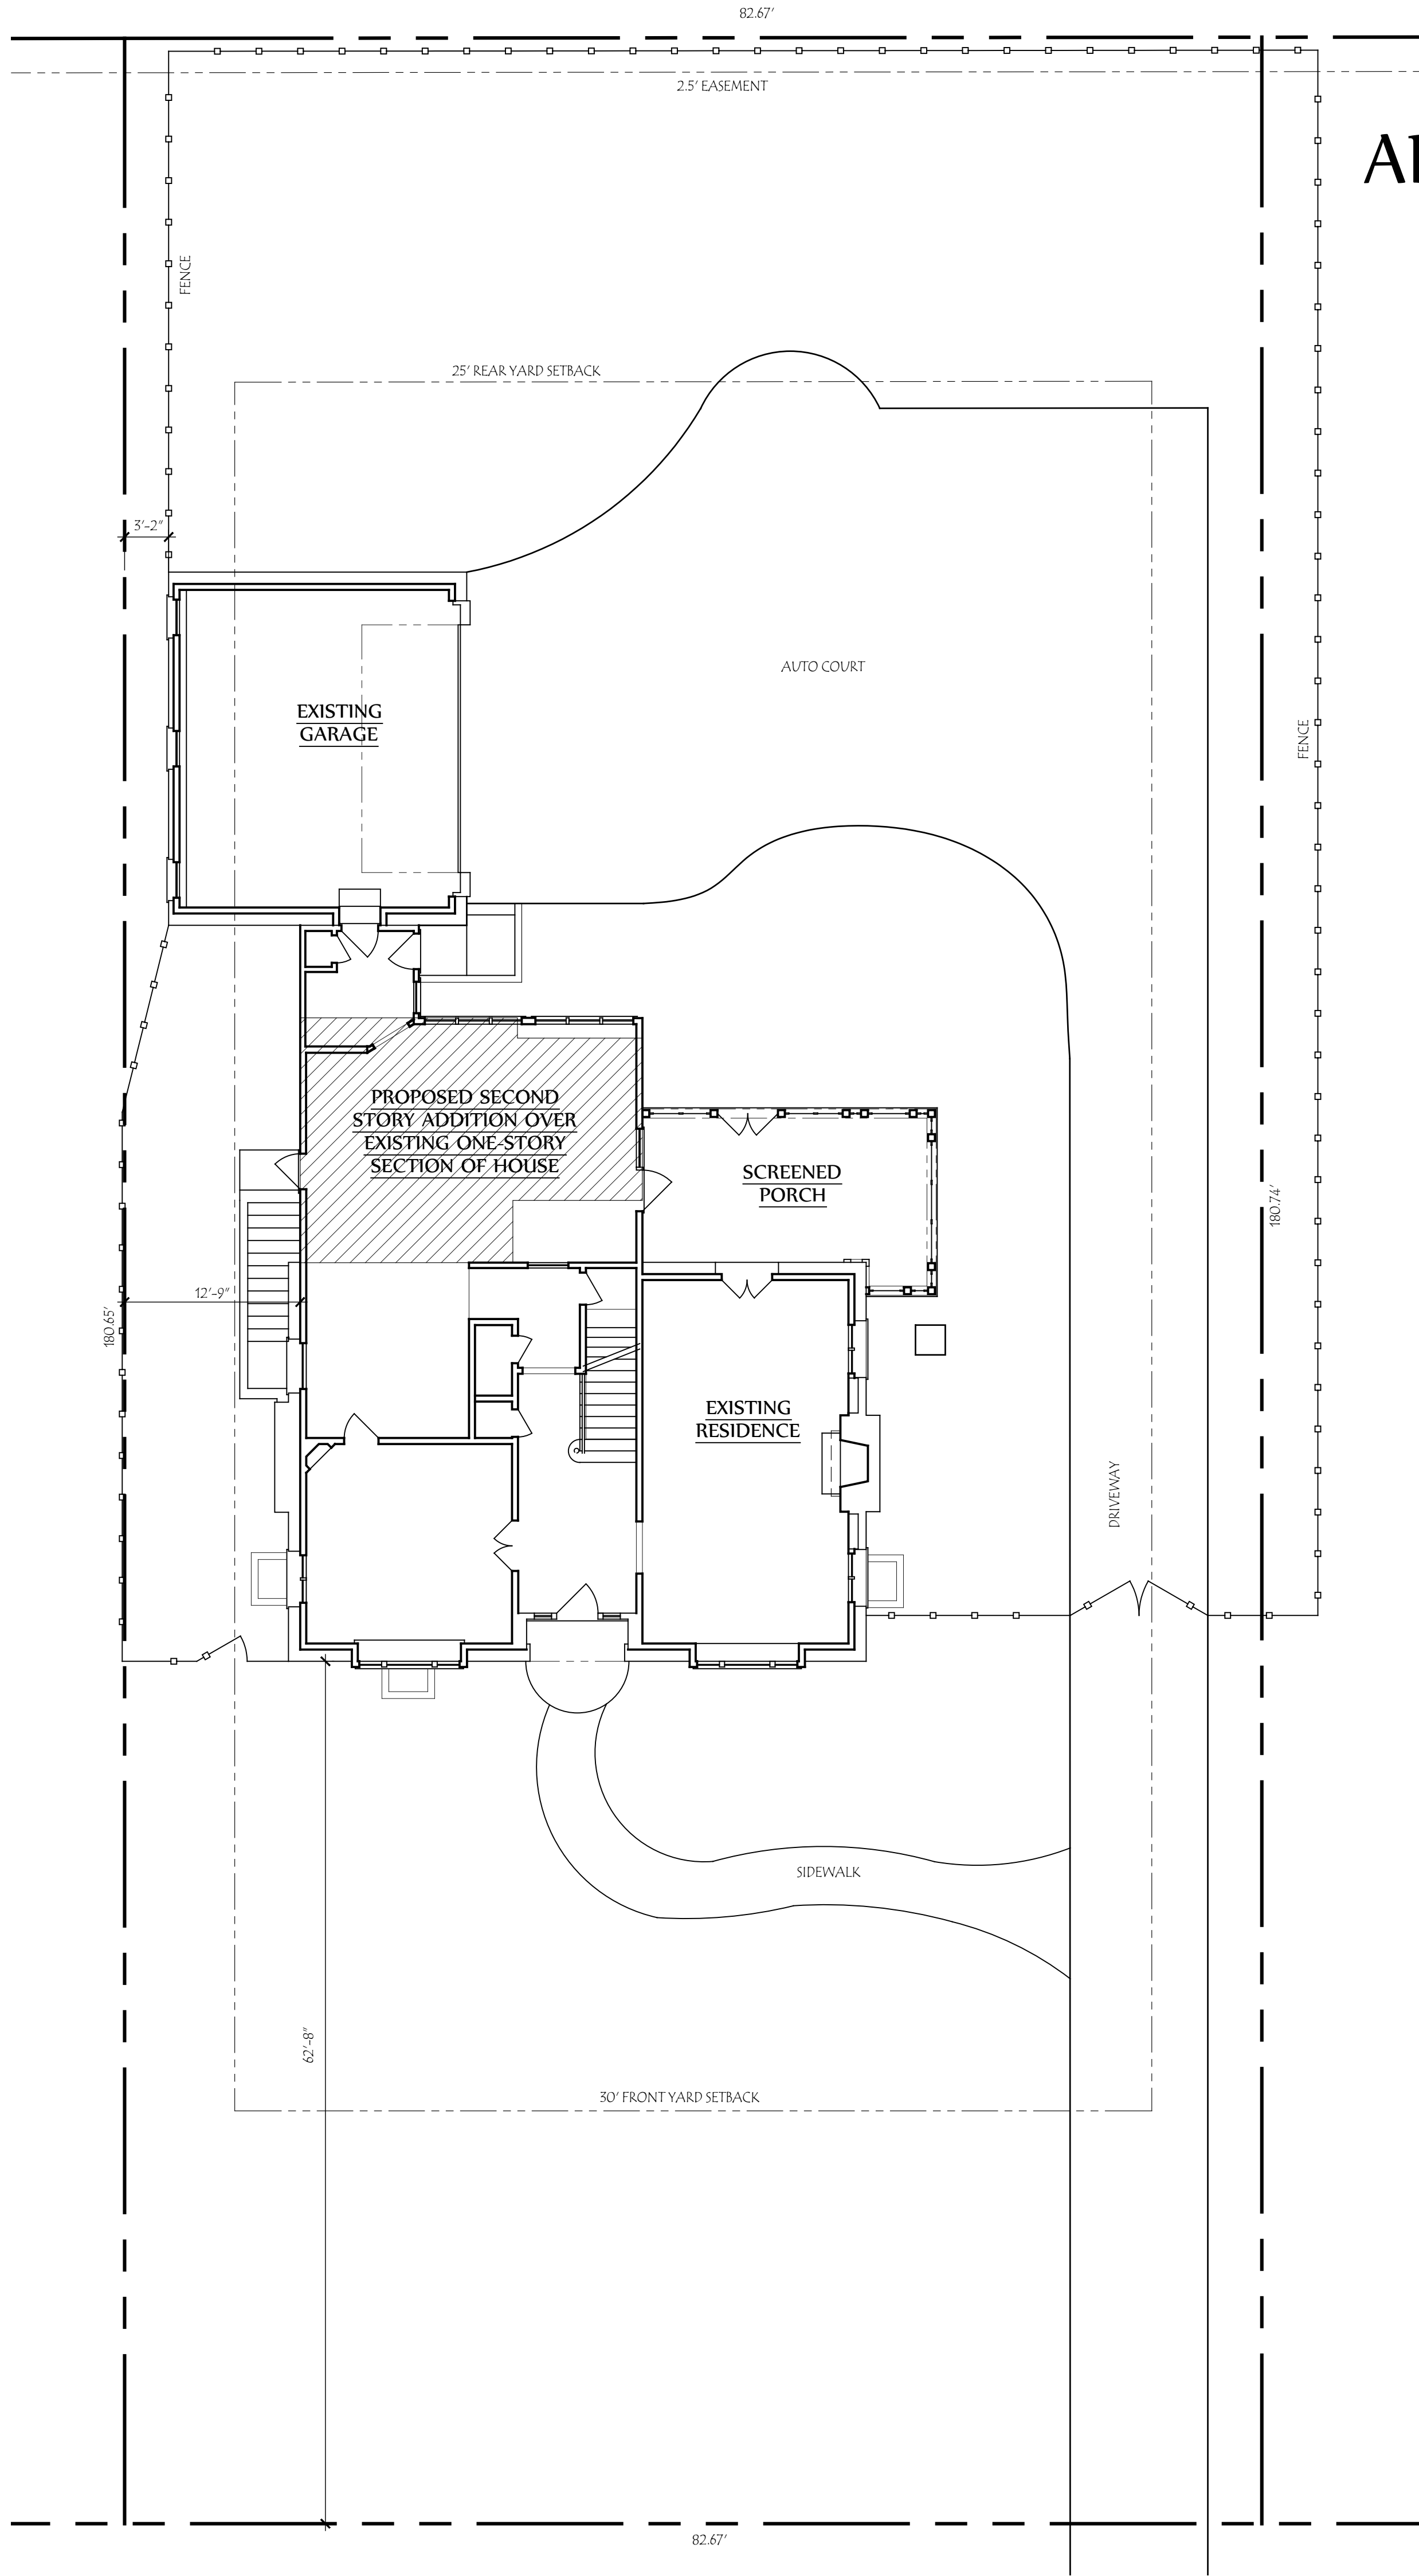 82.67'
2.5' EASEMENT
FENCE
25' REAR YARD SETBACK
3'-2"
AUTO COURT
EXISTING
GARAGE
FENCE
PROPOSED SECOND
STORY ADDITION OVER
EXISTING ONE-STORY
SECTION OF HOUSE
SCREENED
PORCH
180.74'
12'-9"
180.65'
EXISTING
RESIDENCE
DRIVEWAY
SIDEWALK
62'-8"
30' FRONT YARD SETBACK
82.67'